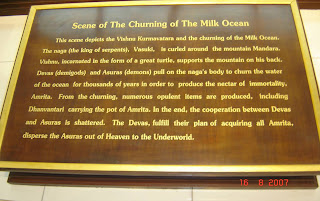 Scene of The Churning of The Milk Ocean
This scene depicts the Vishnu Kurmavatara and the churning of the Milk Ocean.
The naga (the king of serpents), Vasuki, is curled around the mountain Mandara.
Vishnu, incarnated in the form of a great turtle, supports the mountain on his back.
Devas (demigods) and Asuras (demons) pull on the naga's body to churn the water
of the ocean for thousands of years in order to produce the nectar of immortality,
Amrita. From the churning, numerous opulent items are produced, including
Dhanvantari carrying the pot of Amrita. In the end, the cooperation between Devas
and Asuras is shattered. The Devas, fulfill their plan of acquiring all Amrita,
disperse the Asuras out of Heaven to the Underworld.
16 8 2007